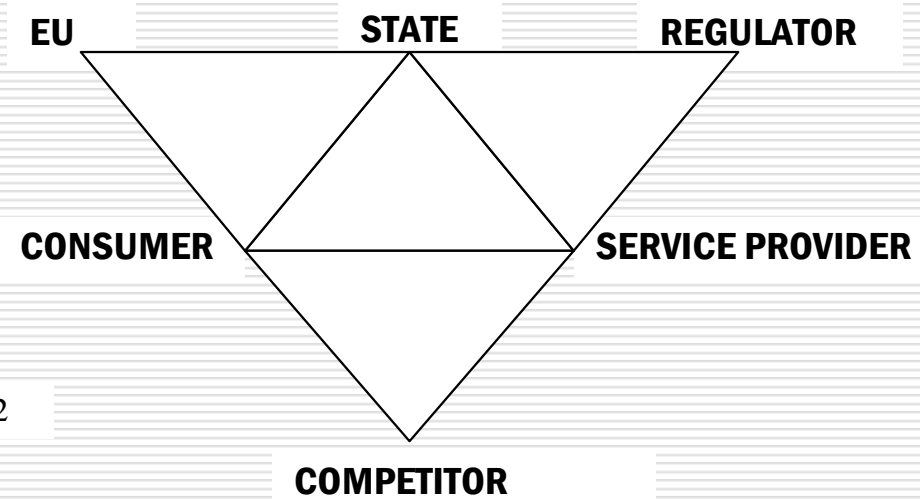 EU
STATE
REGULATOR
CONSUMER
SERVICE PROVIDER
2
COMPETITOR